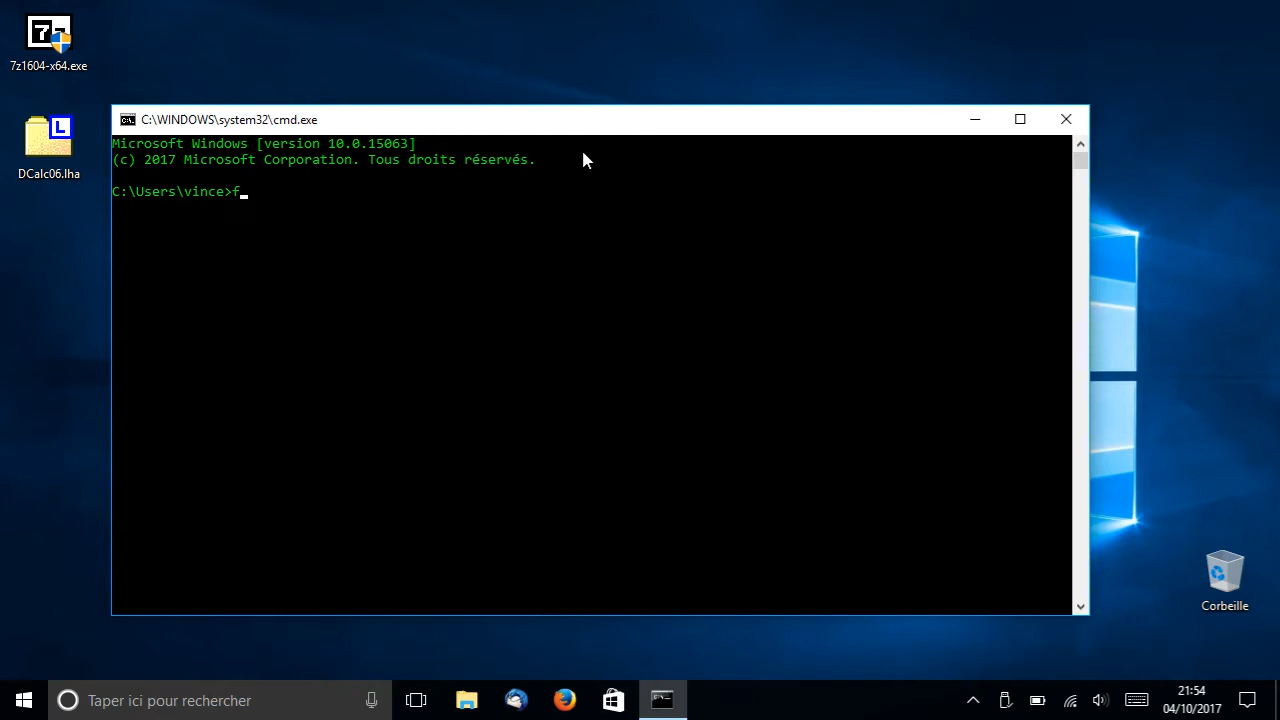 7z1604-x64.exe
DCalc06.lha
C:\WINDOWS\system32\cmd.exe
Microsoft Windows [version 10.0.15063]
(c) 2017 Microsoft Corporation. Tous droits réservés.
C:\Users\vince>f_
Corbeille
Taper ici pour rechercher
21:54
04/10/2017